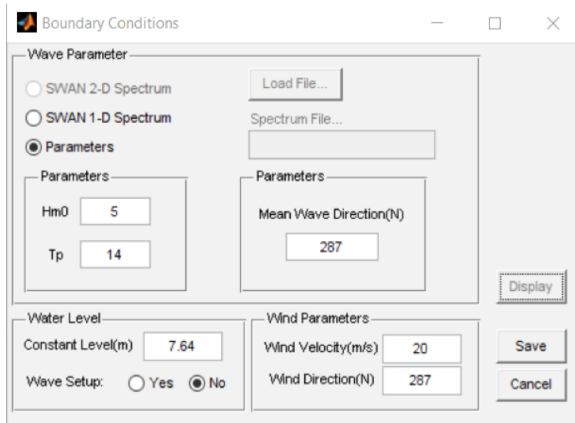 Boundary Conditions
Wave Parameter
SWAN 2-D Spectrum
Load File...
SWAN 1-D Spectrum
Spectrum File...
Parameters
Parameters
Parameters
Hm0 5
Mean Wave Direction(N)
Tp 14
287
Display
Water Level
Wind Parameters
Constant Level(m) 7.64
Wind Velocity(m/s) 20
Save
Wave Setup: Yes No
Wind Direction(N) 287
Cancel